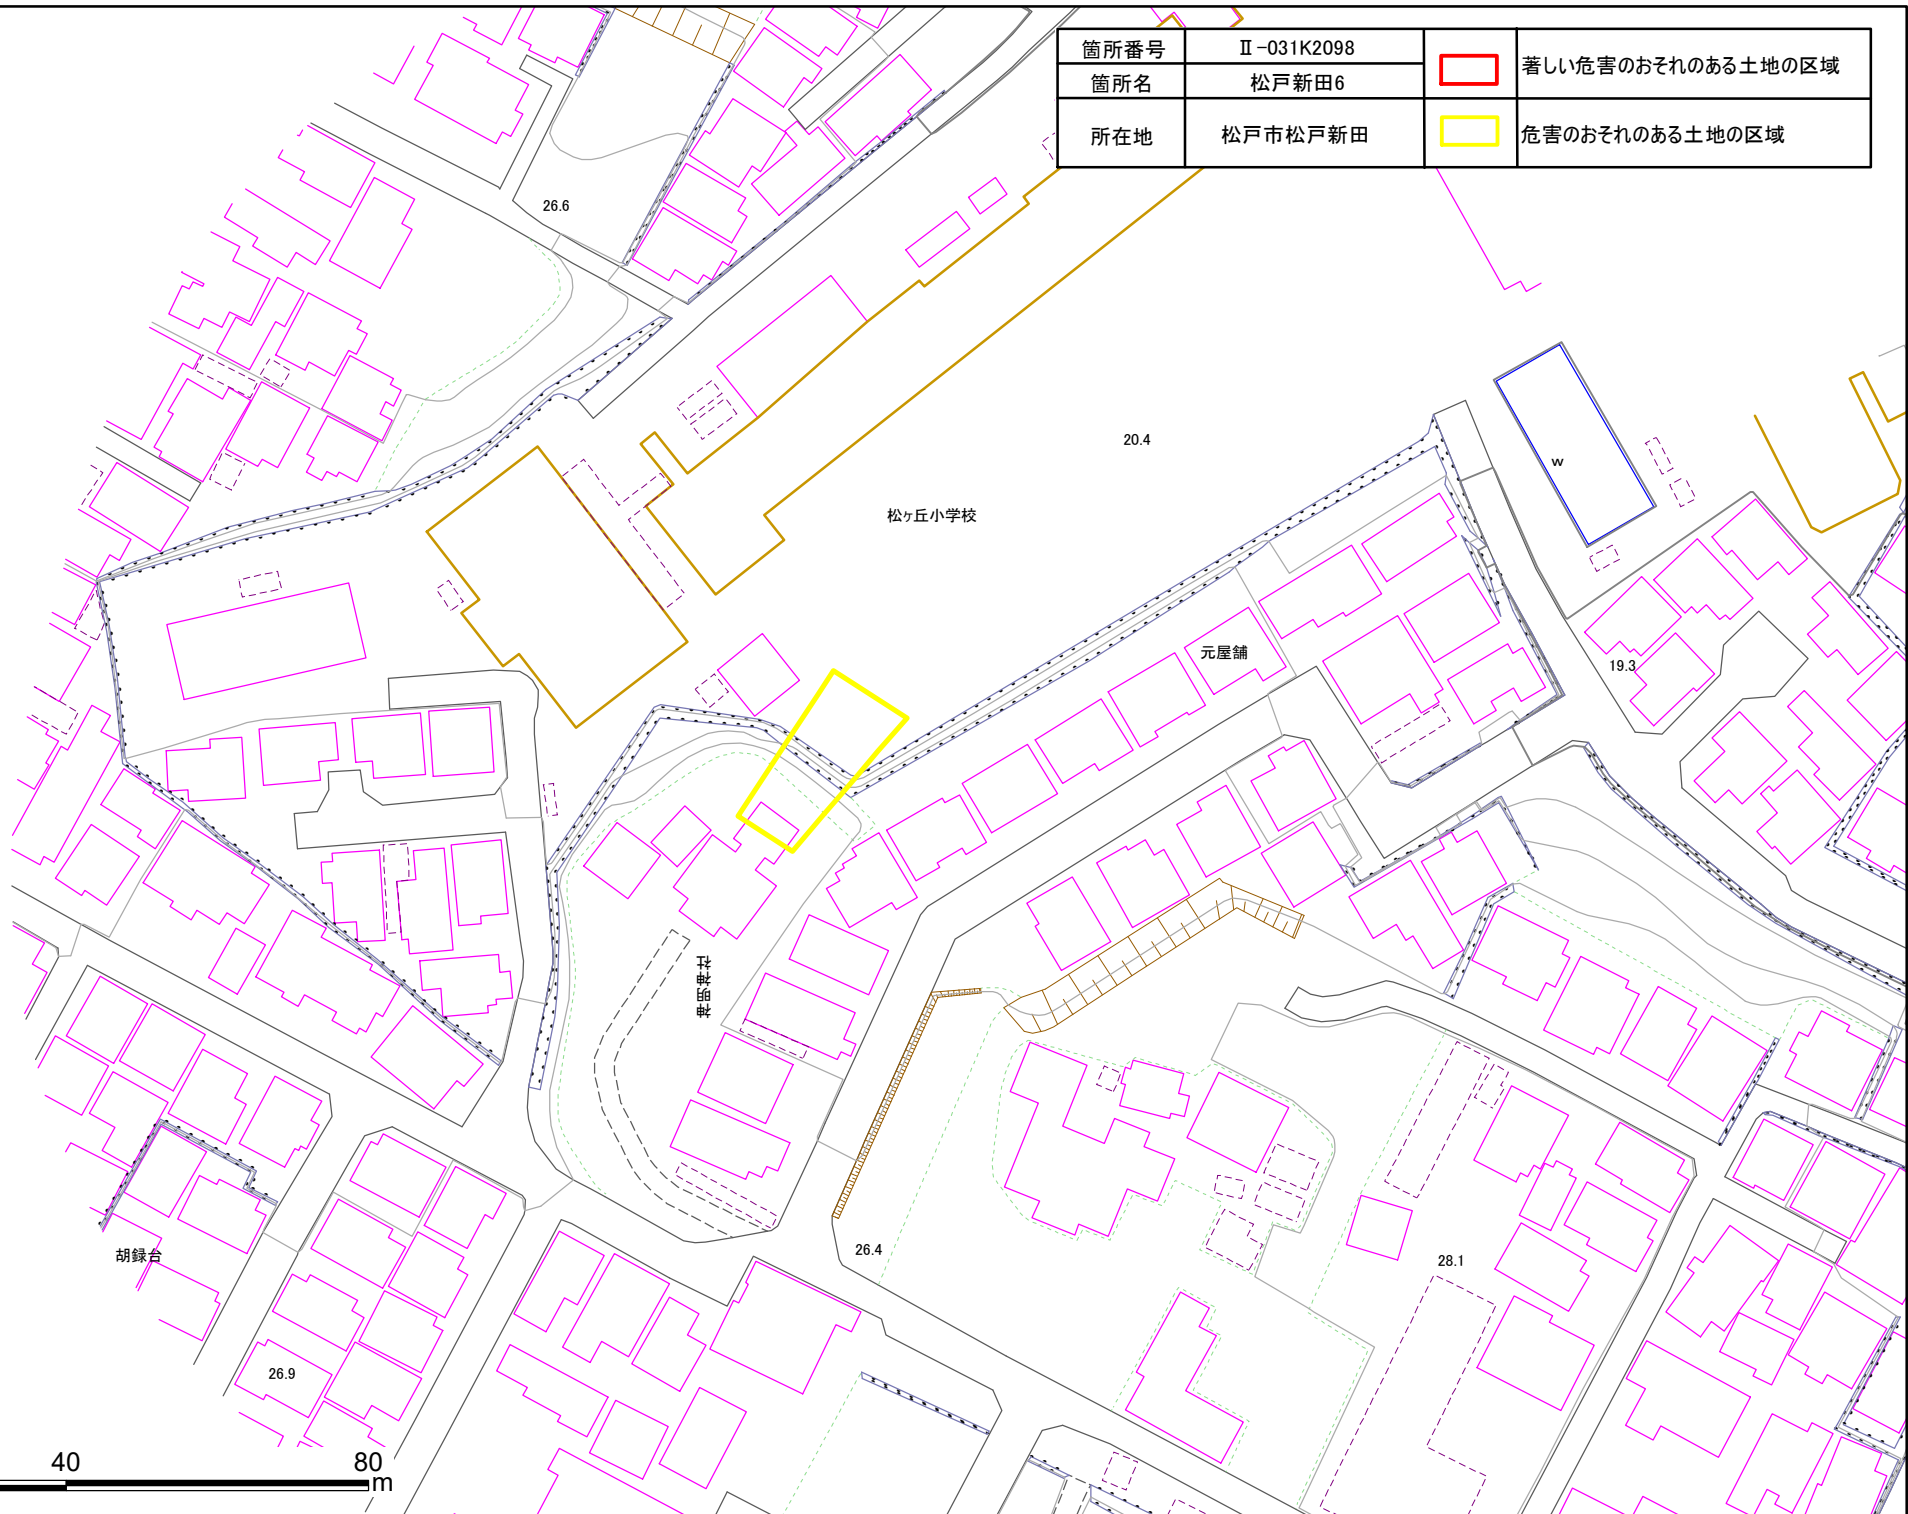 箇所番号 Ⅱ-031K2098
著しい危害のおそれのある土地の区域
箇所名 松戸新田6
所在地 松戸市松戸新田
危害のおそれのある土地の区域
26.6
20.4
w
松ヶ丘小学校
元屋舗
19.3
神明神社
26.4
胡録台
28.1
26.9
40 80
m